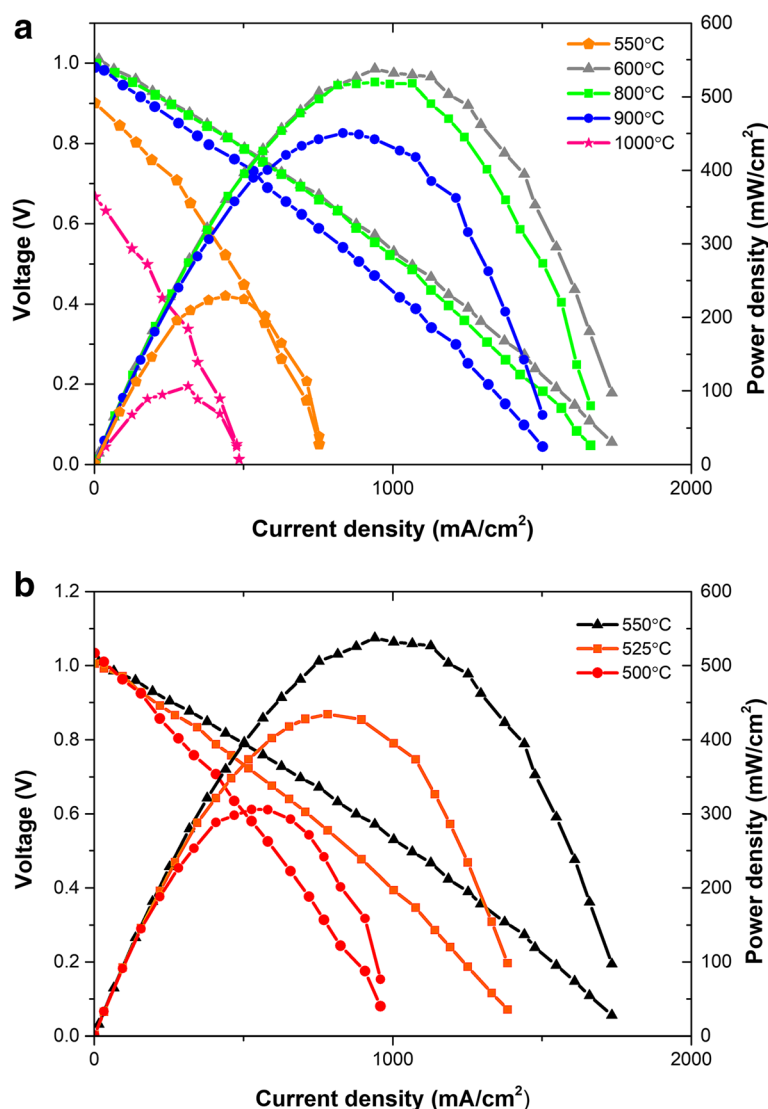 a
550°C
600°C
800°C
900°C
1000°C
1.0
0.8
0.6
0.4
0.2
0.0
Voltage (V)
600
500
400
300
200
100
0
Power density (mW/cm²)
0
1000
2000
Current density (mA/cm²)
b
550°C
525°C
500°C
1.2
1.0
0.8
0.6
0.4
0.2
0.0
Voltage (V)
600
500
400
300
200
100
0
Power density (mW/cm²)
0
1000
2000
Current density (mA/cm²)